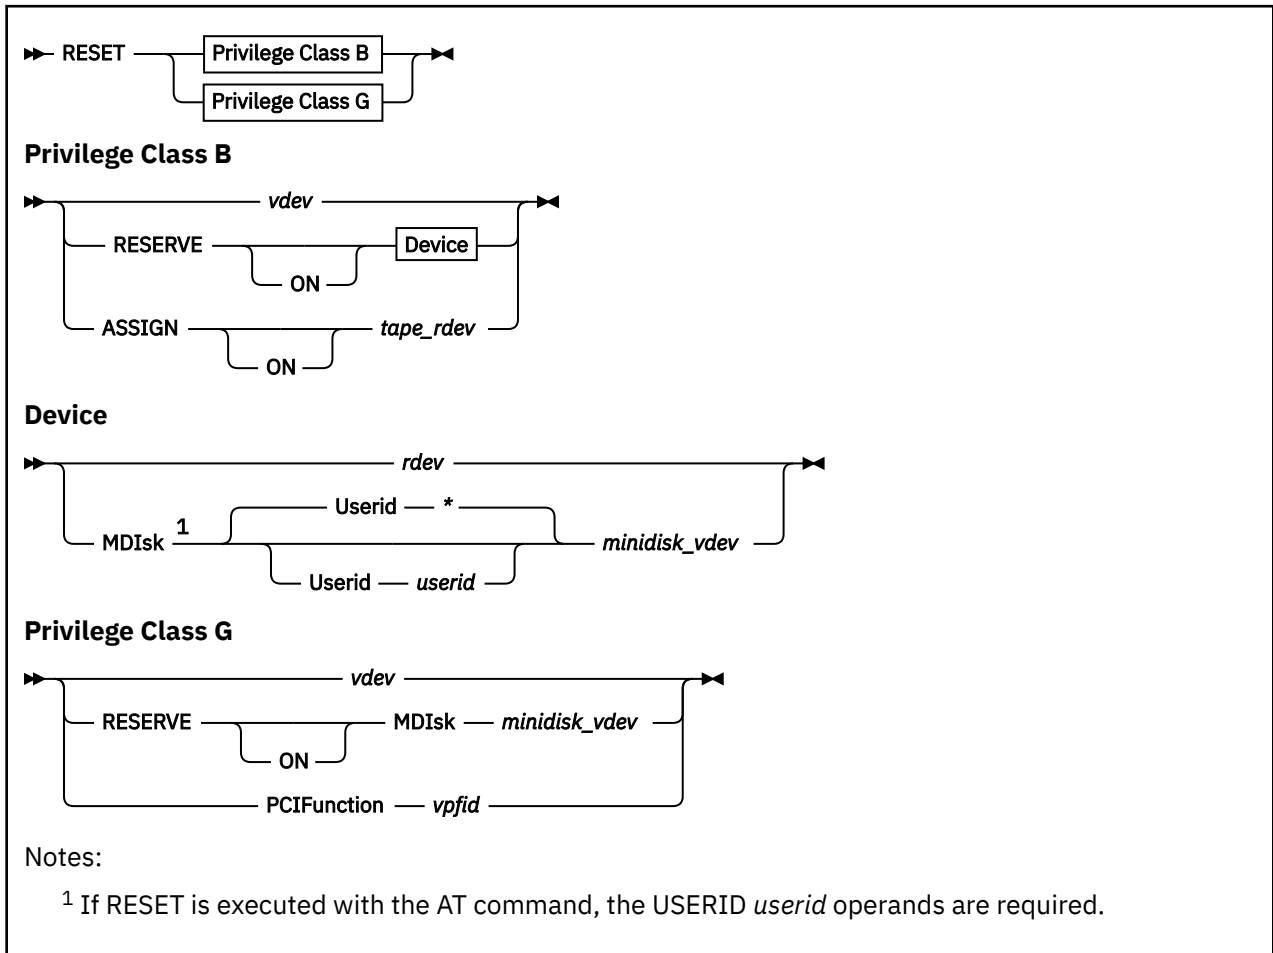 RESET Privilege Class B
Privilege Class G
Privilege Class B
vdev
RESERVE Device
ON
ASSIGN tape_rdev
ON
Device
rdev
Userid *
MDIsk 1 minidisk_vdev
Userid userid
Privilege Class G
vdev
RESERVE MDIsk minidisk_vdev
ON
PCIFunction vpfid
Notes:
1 If RESET is executed with the AT command, the USERID userid operands are required.